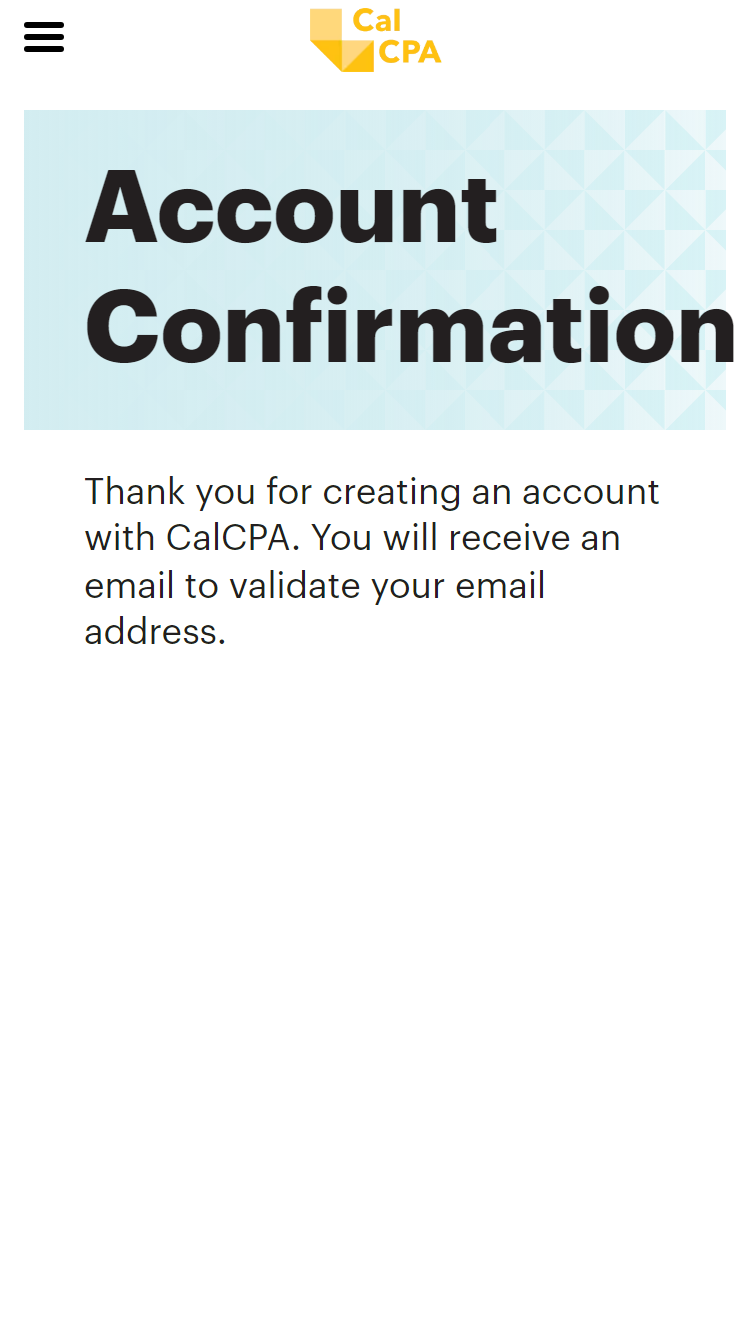 Cal
CPA
Account
Confirmation
Thank you for creating an account
with CalCPA. You will receive an
email to validate your email
address.